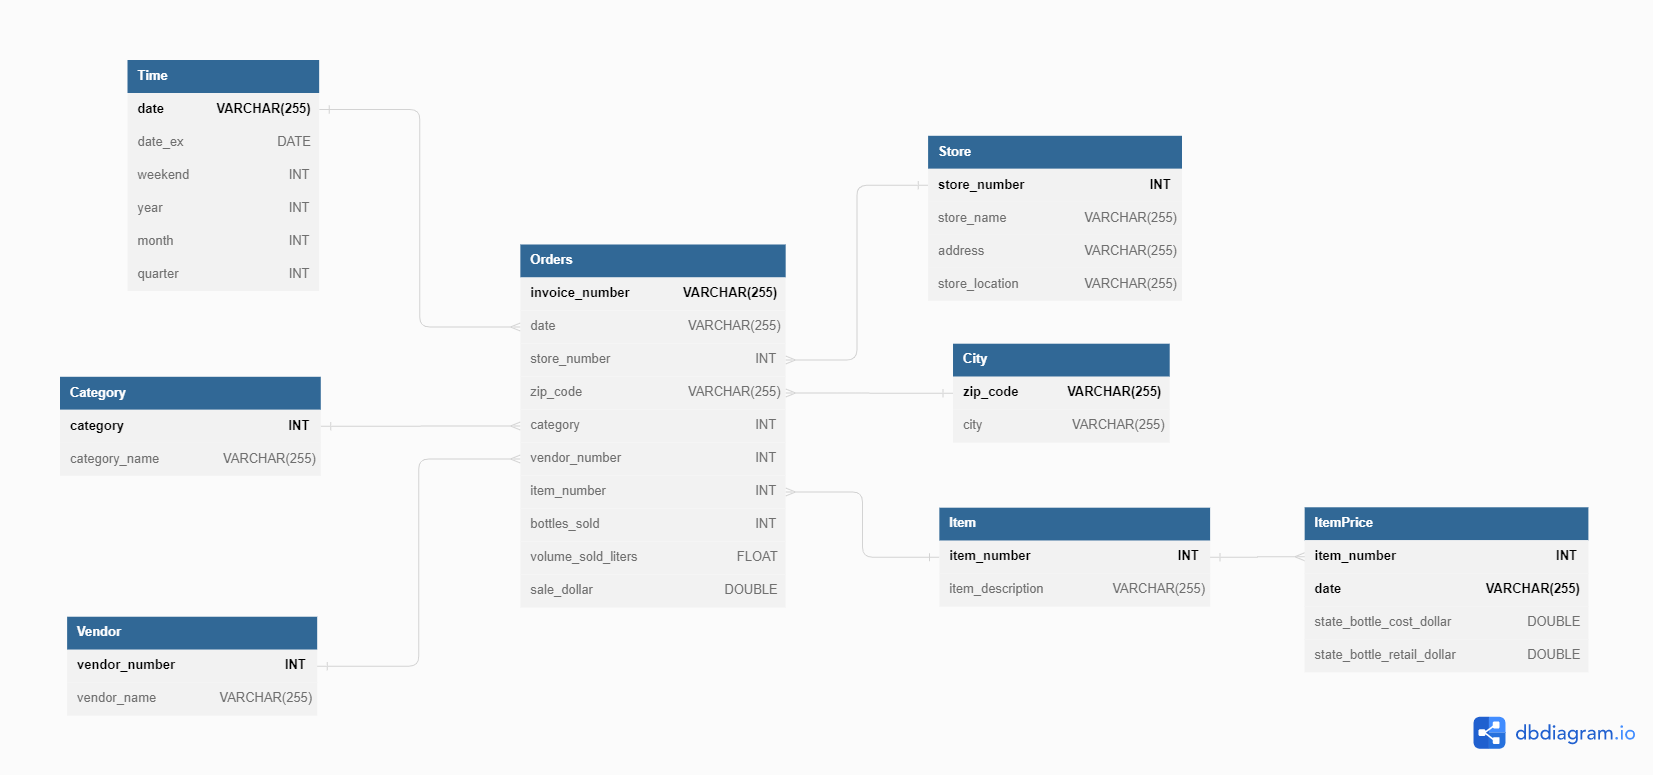 Time
date VARCHAR(255)
date_ex DATE
weekend INT
year INT
month INT
quarter INT
Store
store_number INT
store_name VARCHAR(255)
address VARCHAR(255)
store_location VARCHAR(255)
Orders
invoice_number VARCHAR(255)
date VARCHAR(255)
store_number INT
zip_code VARCHAR(255)
category INT
vendor_number INT
item_number INT
bottles_sold INT
volume_sold_liters FLOAT
sale_dollar DOUBLE
City
zip_code VARCHAR(255)
city VARCHAR(255)
Category
category INT
category_name VARCHAR(255)
Item
item_number INT
item_description VARCHAR(255)
ItemPrice
item_number INT
date VARCHAR(255)
state_bottle_cost_dollar DOUBLE
state_bottle_retail_dollar DOUBLE
Vendor
vendor_number INT
vendor_name VARCHAR(255)
dbdiagram.io